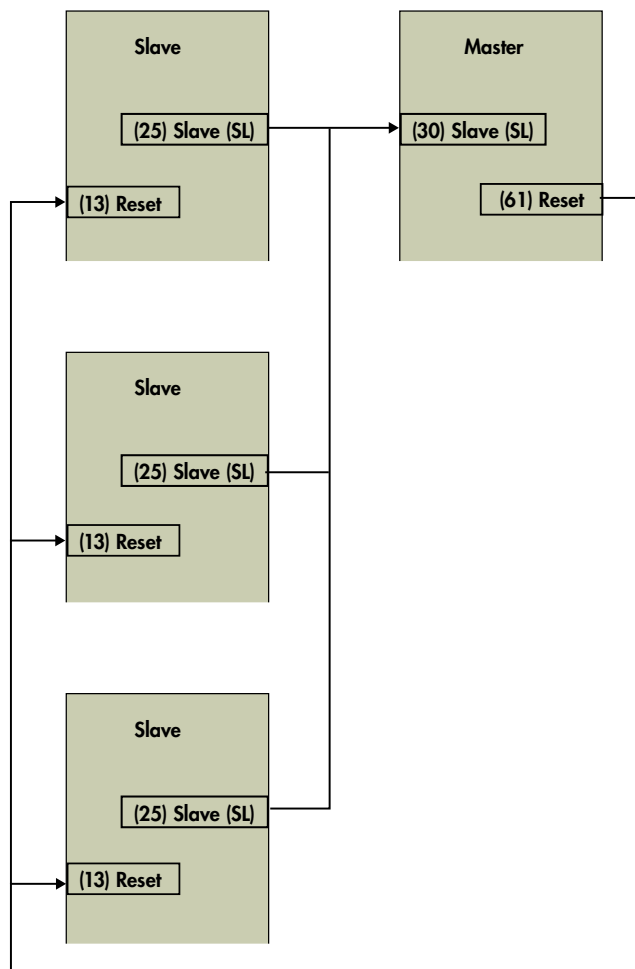 Slave
(25) Slave (SL)
(13) Reset
Master
(30) Slave (SL)
(61) Reset
Slave
(25) Slave (SL)
(13) Reset
Slave
(25) Slave (SL)
(13) Reset